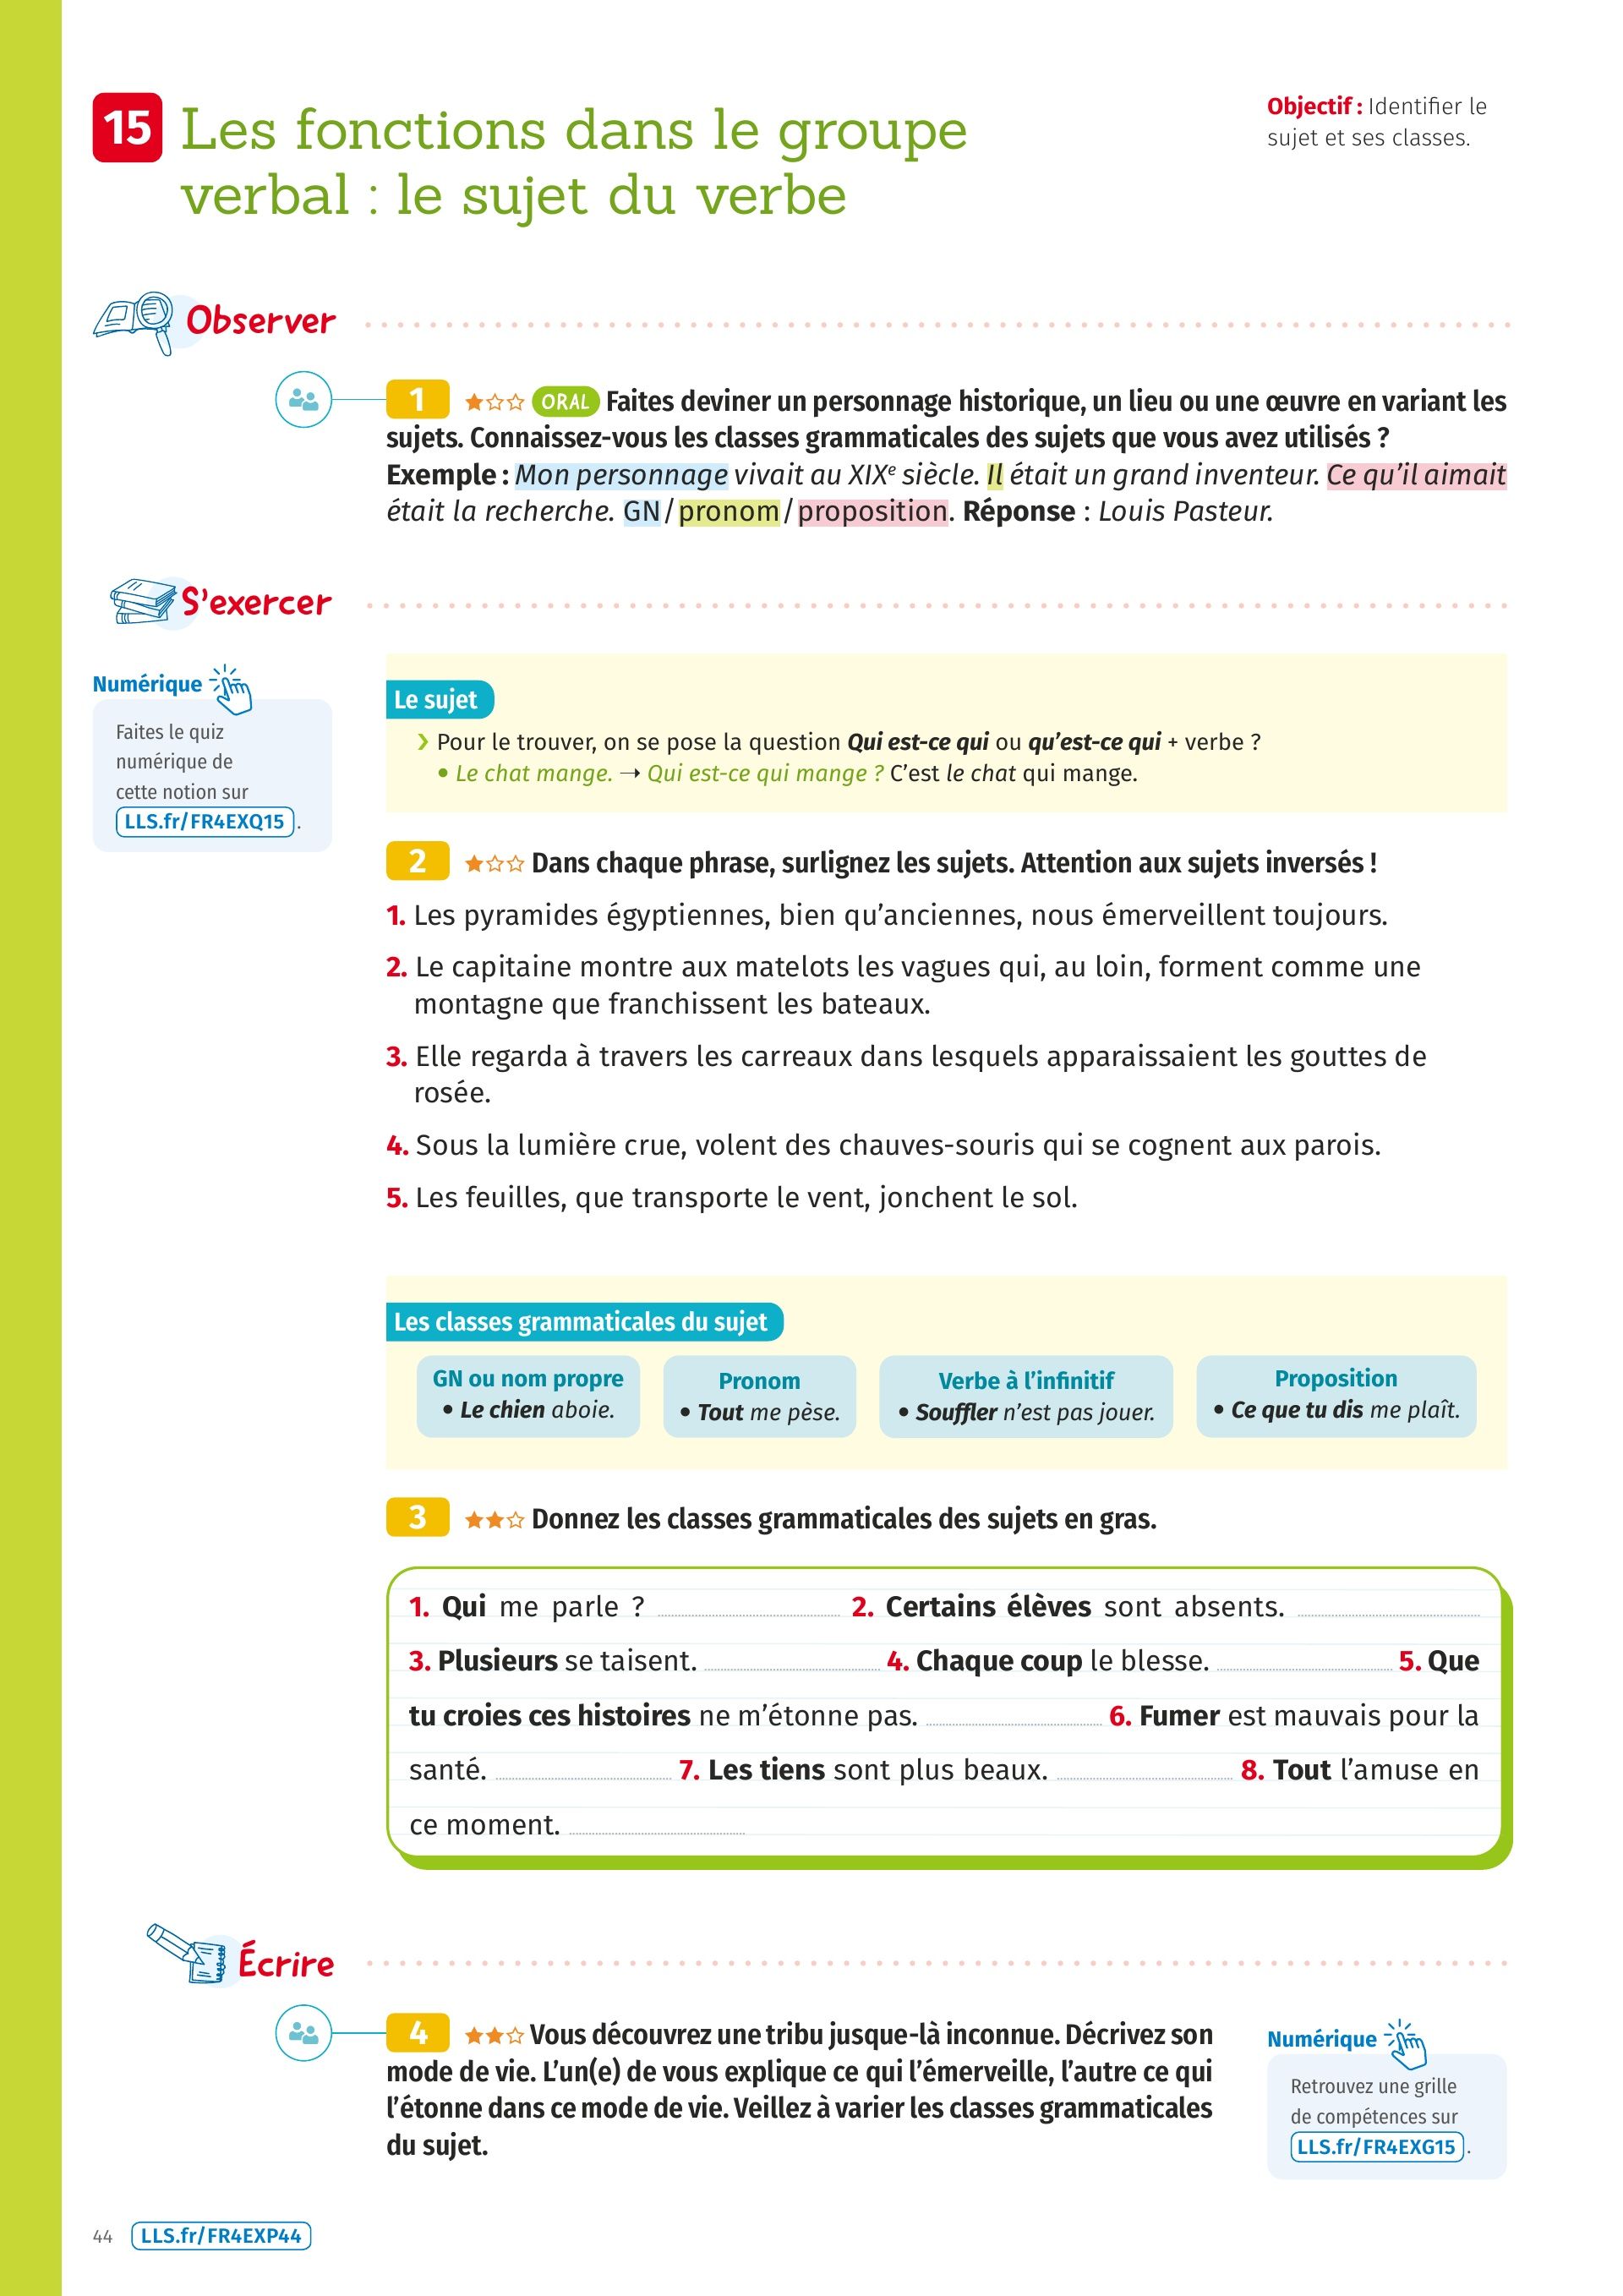 15 Les fonctions dans le groupe
verbal : le sujet du verbe
Objectif : Identifier le
sujet et ses classes.
Observer
1 ORAL Faites deviner un personnage historique, un lieu ou une œuvre en variant les
sujets. Connaissez-vous les classes grammaticales des sujets que vous avez utilisés ?
Exemple : Mon personnage vivait au XIXe siècle. Il était un grand inventeur. Ce qu’il aimait
était la recherche. GN / pronom / proposition. Réponse : Louis Pasteur.
S’exercer
Numérique
Faites le quiz
numérique de
cette notion sur
LLS.fr/FR4EXQ15 .
Le sujet
› Pour le trouver, on se pose la question Qui est-ce qui ou qu’est-ce qui + verbe ?
• Le chat mange. → Qui est-ce qui mange ? C’est le chat qui mange.
2 Dans chaque phrase, surlignez les sujets. Attention aux sujets inversés !
1. Les pyramides égyptiennes, bien qu’anciennes, nous émerveillent toujours.
2. Le capitaine montre aux matelots les vagues qui, au loin, forment comme une
montagne que franchissent les bateaux.
3. Elle regarda à travers les carreaux dans lesquels apparaissaient les gouttes de
rosée.
4. Sous la lumière crue, volent des chauves-souris qui se cognent aux parois.
5. Les feuilles, que transporte le vent, jonchent le sol.
Les classes grammaticales du sujet
GN ou nom propre
• Le chien aboie.
Pronom
• Tout me pèse.
Verbe à l’infinitif
• Souffler n’est pas jouer.
Proposition
• Ce que tu dis me plaît.
3 Donnez les classes grammaticales des sujets en gras.
1. Qui me parle ? 2. Certains élèves sont absents.
3. Plusieurs se taisent. 4. Chaque coup le blesse. 5. Que
tu croies ces histoires ne m’étonne pas. 6. Fumer est mauvais pour la
santé. 7. Les tiens sont plus beaux. 8. Tout l’amuse en
ce moment.
Écrire
4 Vous découvrez une tribu jusque-là inconnue. Décrivez son
mode de vie. L’un(e) de vous explique ce qui l’émerveille, l’autre ce qui
l’étonne dans ce mode de vie. Veillez à varier les classes grammaticales
du sujet.
Numérique
Retrouvez une grille
de compétences sur
LLS.fr/FR4EXG15 .
44 LLS.fr/FR4EXP44